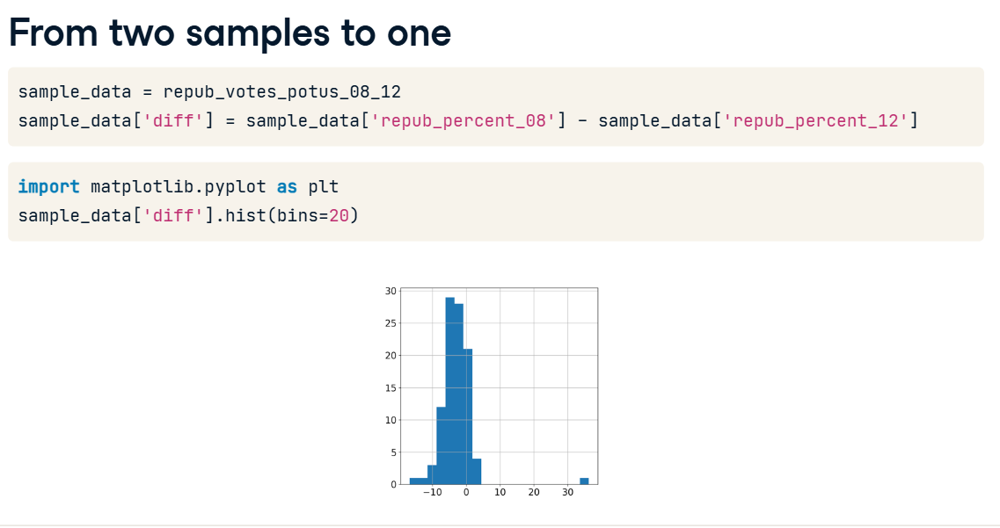 From two samples to one
sample_data = repub_votes_potus_08_12
sample_data['diff'] = sample_data['repub_percent_08'] - sample_data['repub_percent_12']
import matplotlib.pyplot as plt
sample_data['diff'].hist(bins=20)
30
25
20
15
10
5
0
−10 0 10 20 30